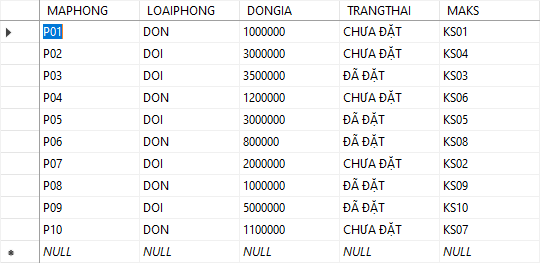 MAPHONG LOAIPHONG DONGIA TRANGTHAI MAKS
P01 DON 1000000 CHƯA ĐẶT KS01
P02 DOI 3000000 CHƯA ĐẶT KS04
P03 DOI 3500000 ĐÃ ĐẶT KS03
P04 DON 1200000 CHƯA ĐẶT KS06
P05 DOI 3000000 ĐÃ ĐẶT KS05
P06 DON 800000 ĐÃ ĐẶT KS08
P07 DOI 2000000 CHƯA ĐẶT KS02
P08 DON 1000000 ĐÃ ĐẶT KS09
P09 DOI 5000000 ĐÃ ĐẶT KS10
P10 DON 1100000 CHƯA ĐẶT KS07
NULL NULL NULL NULL NULL